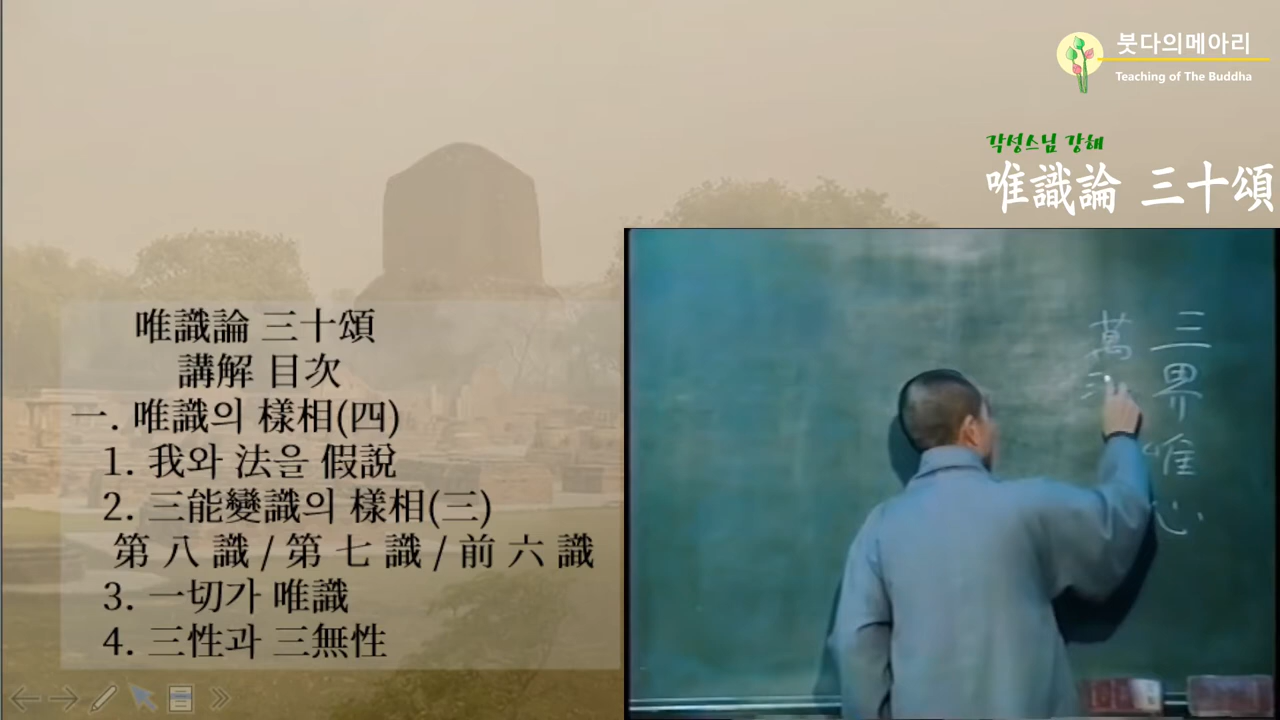 붓다의메아리
Teaching of The Buddha
각성스님 강해
唯識論 三十頌
唯識論 三十頌
講解 目次
一. 唯識의 樣相(四)
1. 我와 法을 假說
2. 三能變識의 樣相(三)
第 八 識 / 第 七 識 / 前 六 識
3. 一切가 唯識
4. 三性과 三無性
三界唯心
萬